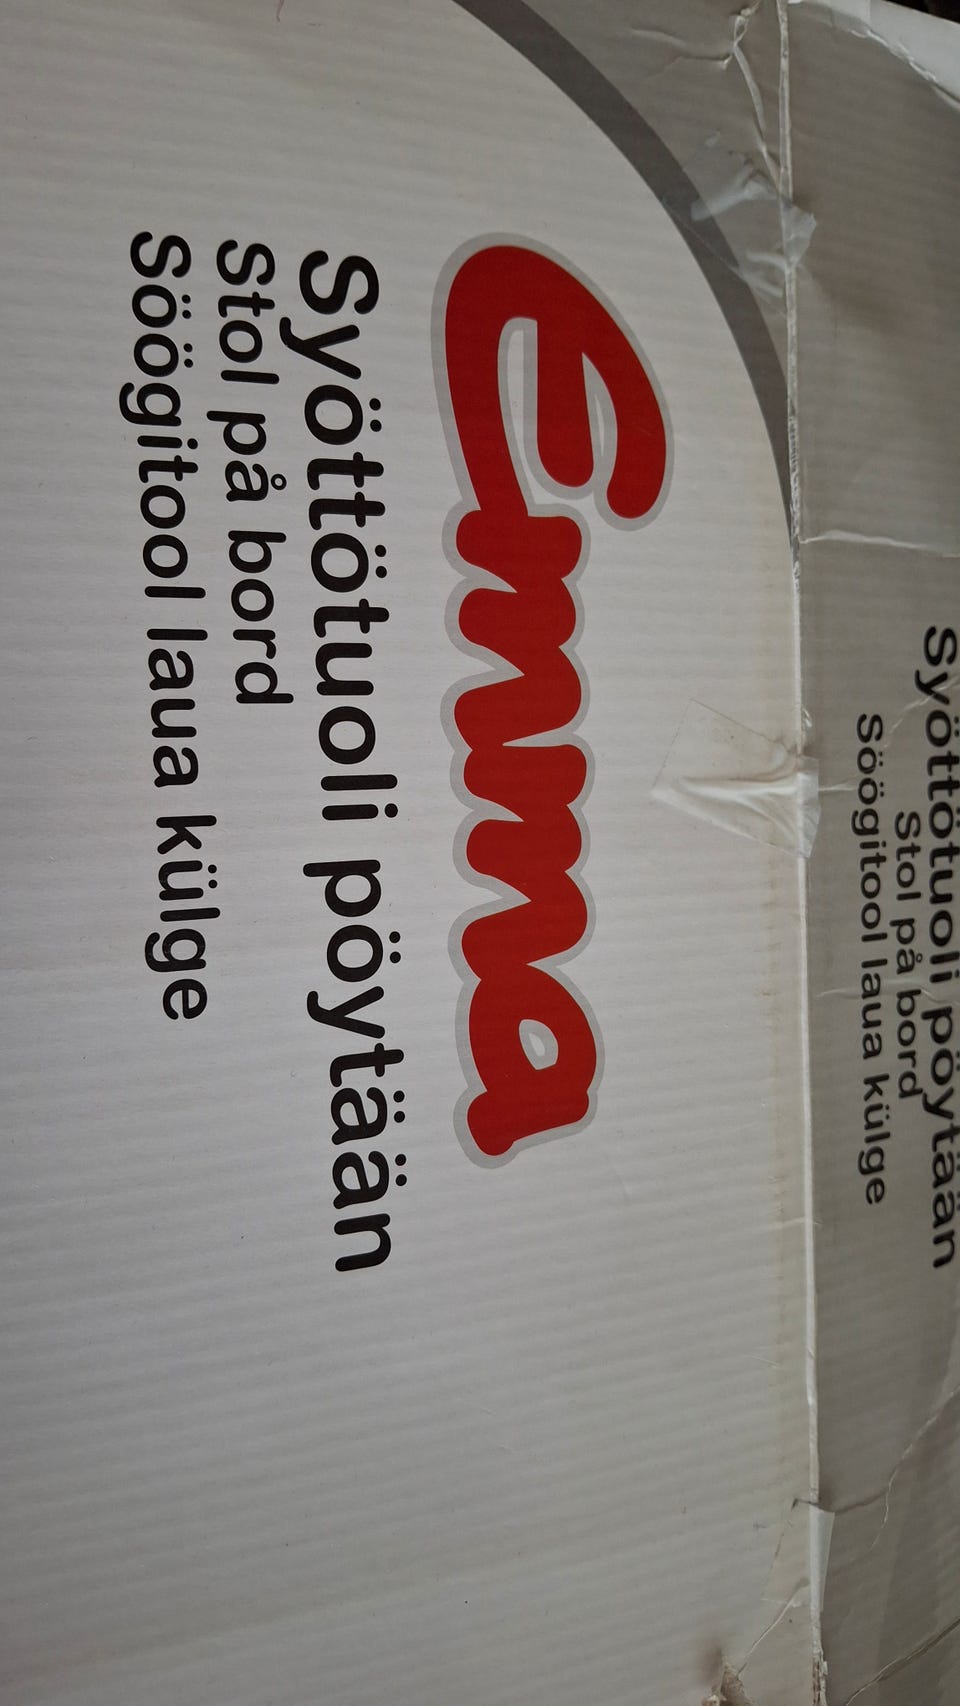 Emma
Syöttötuoli pöytään
Stol på bord
Söögitool laua külge
Syöttötuoli pöytään
Stol på bord
Söögitool laua külge